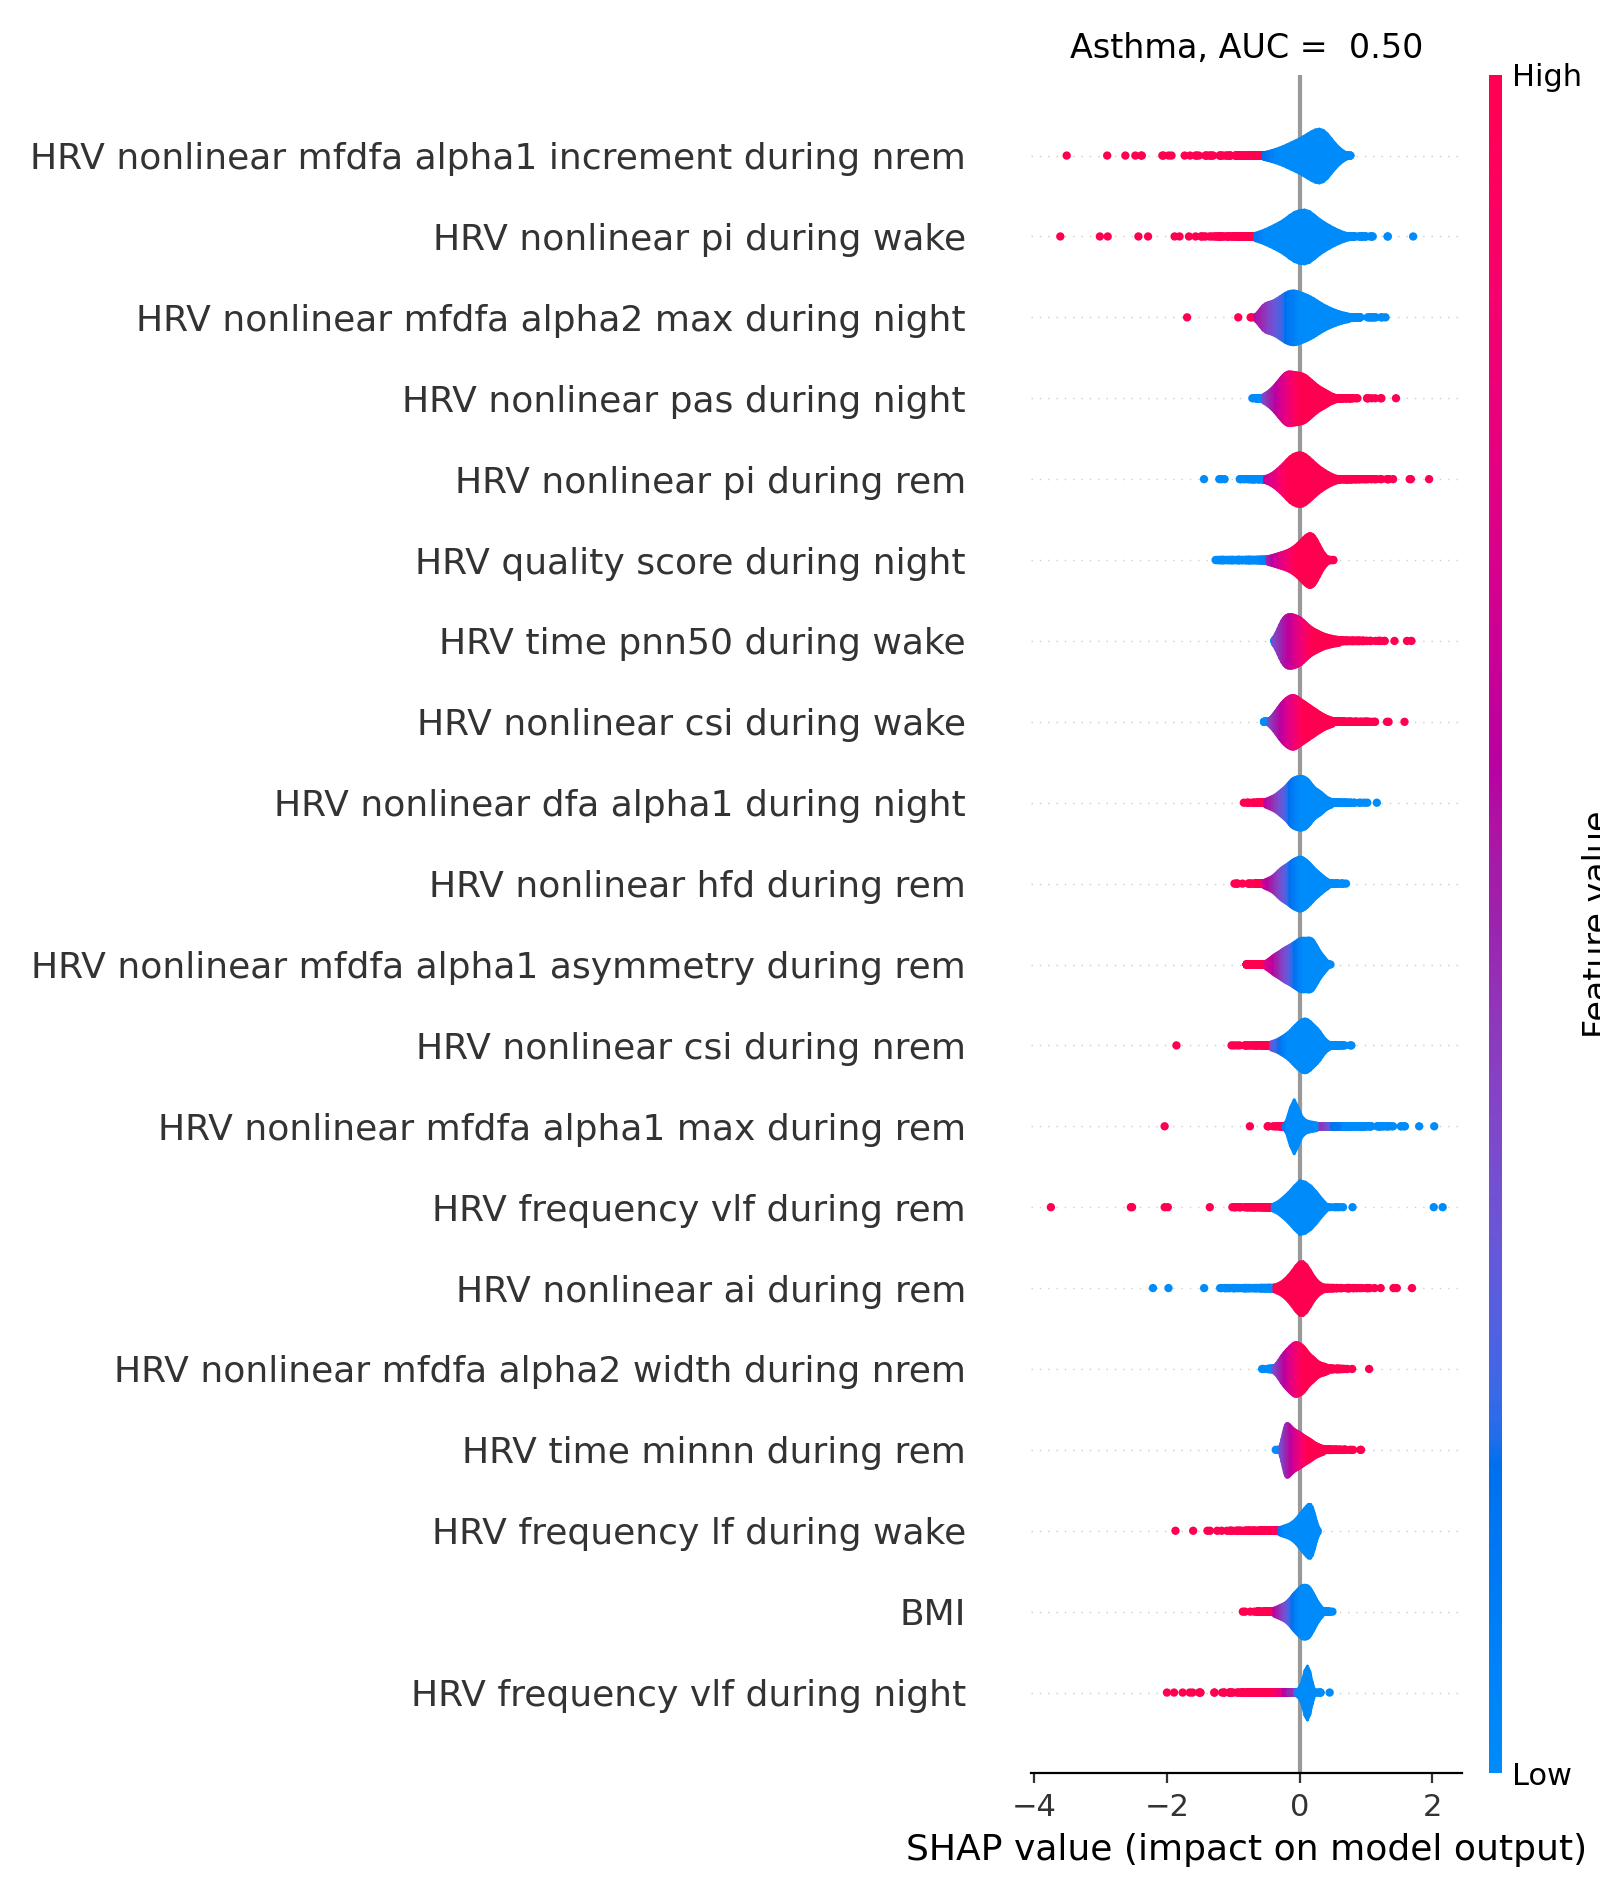 Asthma, AUC =  0.50
High
HRV nonlinear mfdfa alpha1 increment during nrem
HRV nonlinear pi during wake
HRV nonlinear mfdfa alpha2 max during night
HRV nonlinear pas during night
HRV nonlinear pi during rem
HRV quality score during night
HRV time pnn50 during wake
HRV nonlinear csi during wake
HRV nonlinear dfa alpha1 during night
HRV nonlinear hfd during rem
HRV nonlinear mfdfa alpha1 asymmetry during rem
HRV nonlinear csi during nrem
HRV nonlinear mfdfa alpha1 max during rem
HRV frequency vlf during rem
HRV nonlinear ai during rem
HRV nonlinear mfdfa alpha2 width during nrem
HRV time minnn during rem
HRV frequency lf during wake
BMI
HRV frequency vlf during night
Feature value
Low
−4 −2 0 2
SHAP value (impact on model output)